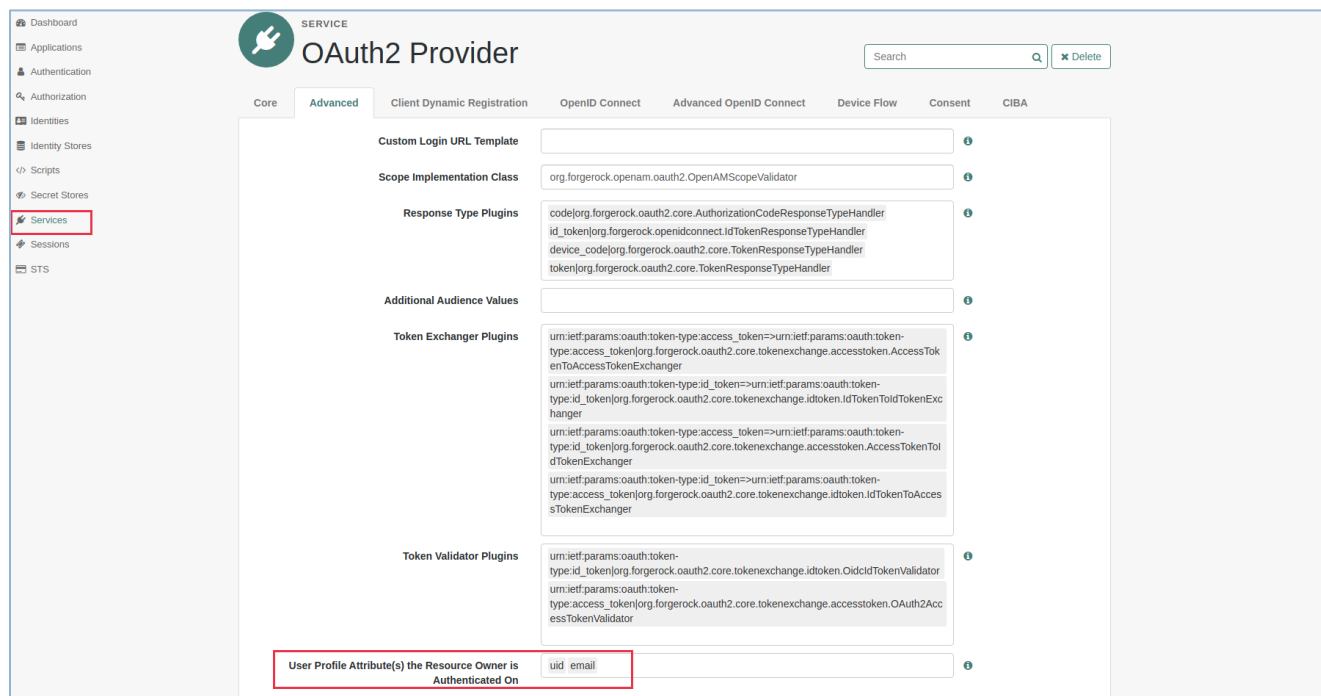 Dashboard
Applications
Authentication
Authorization
Identities
Identity Stores
Scripts
Secret Stores
Services
Sessions
STS
SERVICE
OAuth2 Provider
Search
Delete
Core
Advanced
Client Dynamic Registration
OpenID Connect
Advanced OpenID Connect
Device Flow
Consent
CIBA
Custom Login URL Template
Scope Implementation Class
org.forgerock.openam.oauth2.OpenAMScopeValidator
Response Type Plugins
code|org.forgerock.oauth2.core.AuthorizationCodeResponseTypeHandler
id_token|org.forgerock.openidconnect.IdTokenResponseTypeHandler
device_code|org.forgerock.oauth2.core.TokenResponseTypeHandler
token|org.forgerock.oauth2.core.TokenResponseTypeHandler
Additional Audience Values
Token Exchanger Plugins
urn:ietf:params:oauth:token-type:access_token=>urn:ietf:params:oauth:token-
type:access_token|org.forgerock.oauth2.core.tokenexchange.accesstoken.AccessTok
enToAccessTokenExchanger
urn:ietf:params:oauth:token-type:id_token=>urn:ietf:params:oauth:token-
type:id_token|org.forgerock.oauth2.core.tokenexchange.idtoken.IdTokenToIdTokenExc
hanger
urn:ietf:params:oauth:token-type:access_token=>urn:ietf:params:oauth:token-
type:id_token|org.forgerock.oauth2.core.tokenexchange.accesstoken.AccessTokenToI
dTokenExchanger
urn:ietf:params:oauth:token-type:id_token=>urn:ietf:params:oauth:token-
type:access_token|org.forgerock.oauth2.core.tokenexchange.idtoken.IdTokenToAcces
sTokenExchanger
Token Validator Plugins
urn:ietf:params:oauth:token-
type:id_token|org.forgerock.oauth2.core.tokenexchange.idtoken.OidcIdTokenValidator
urn:ietf:params:oauth:token-
type:access_token|org.forgerock.oauth2.core.tokenexchange.accesstoken.OAuth2Acc
essTokenValidator
User Profile Attribute(s) the Resource Owner is
Authenticated On
uid email